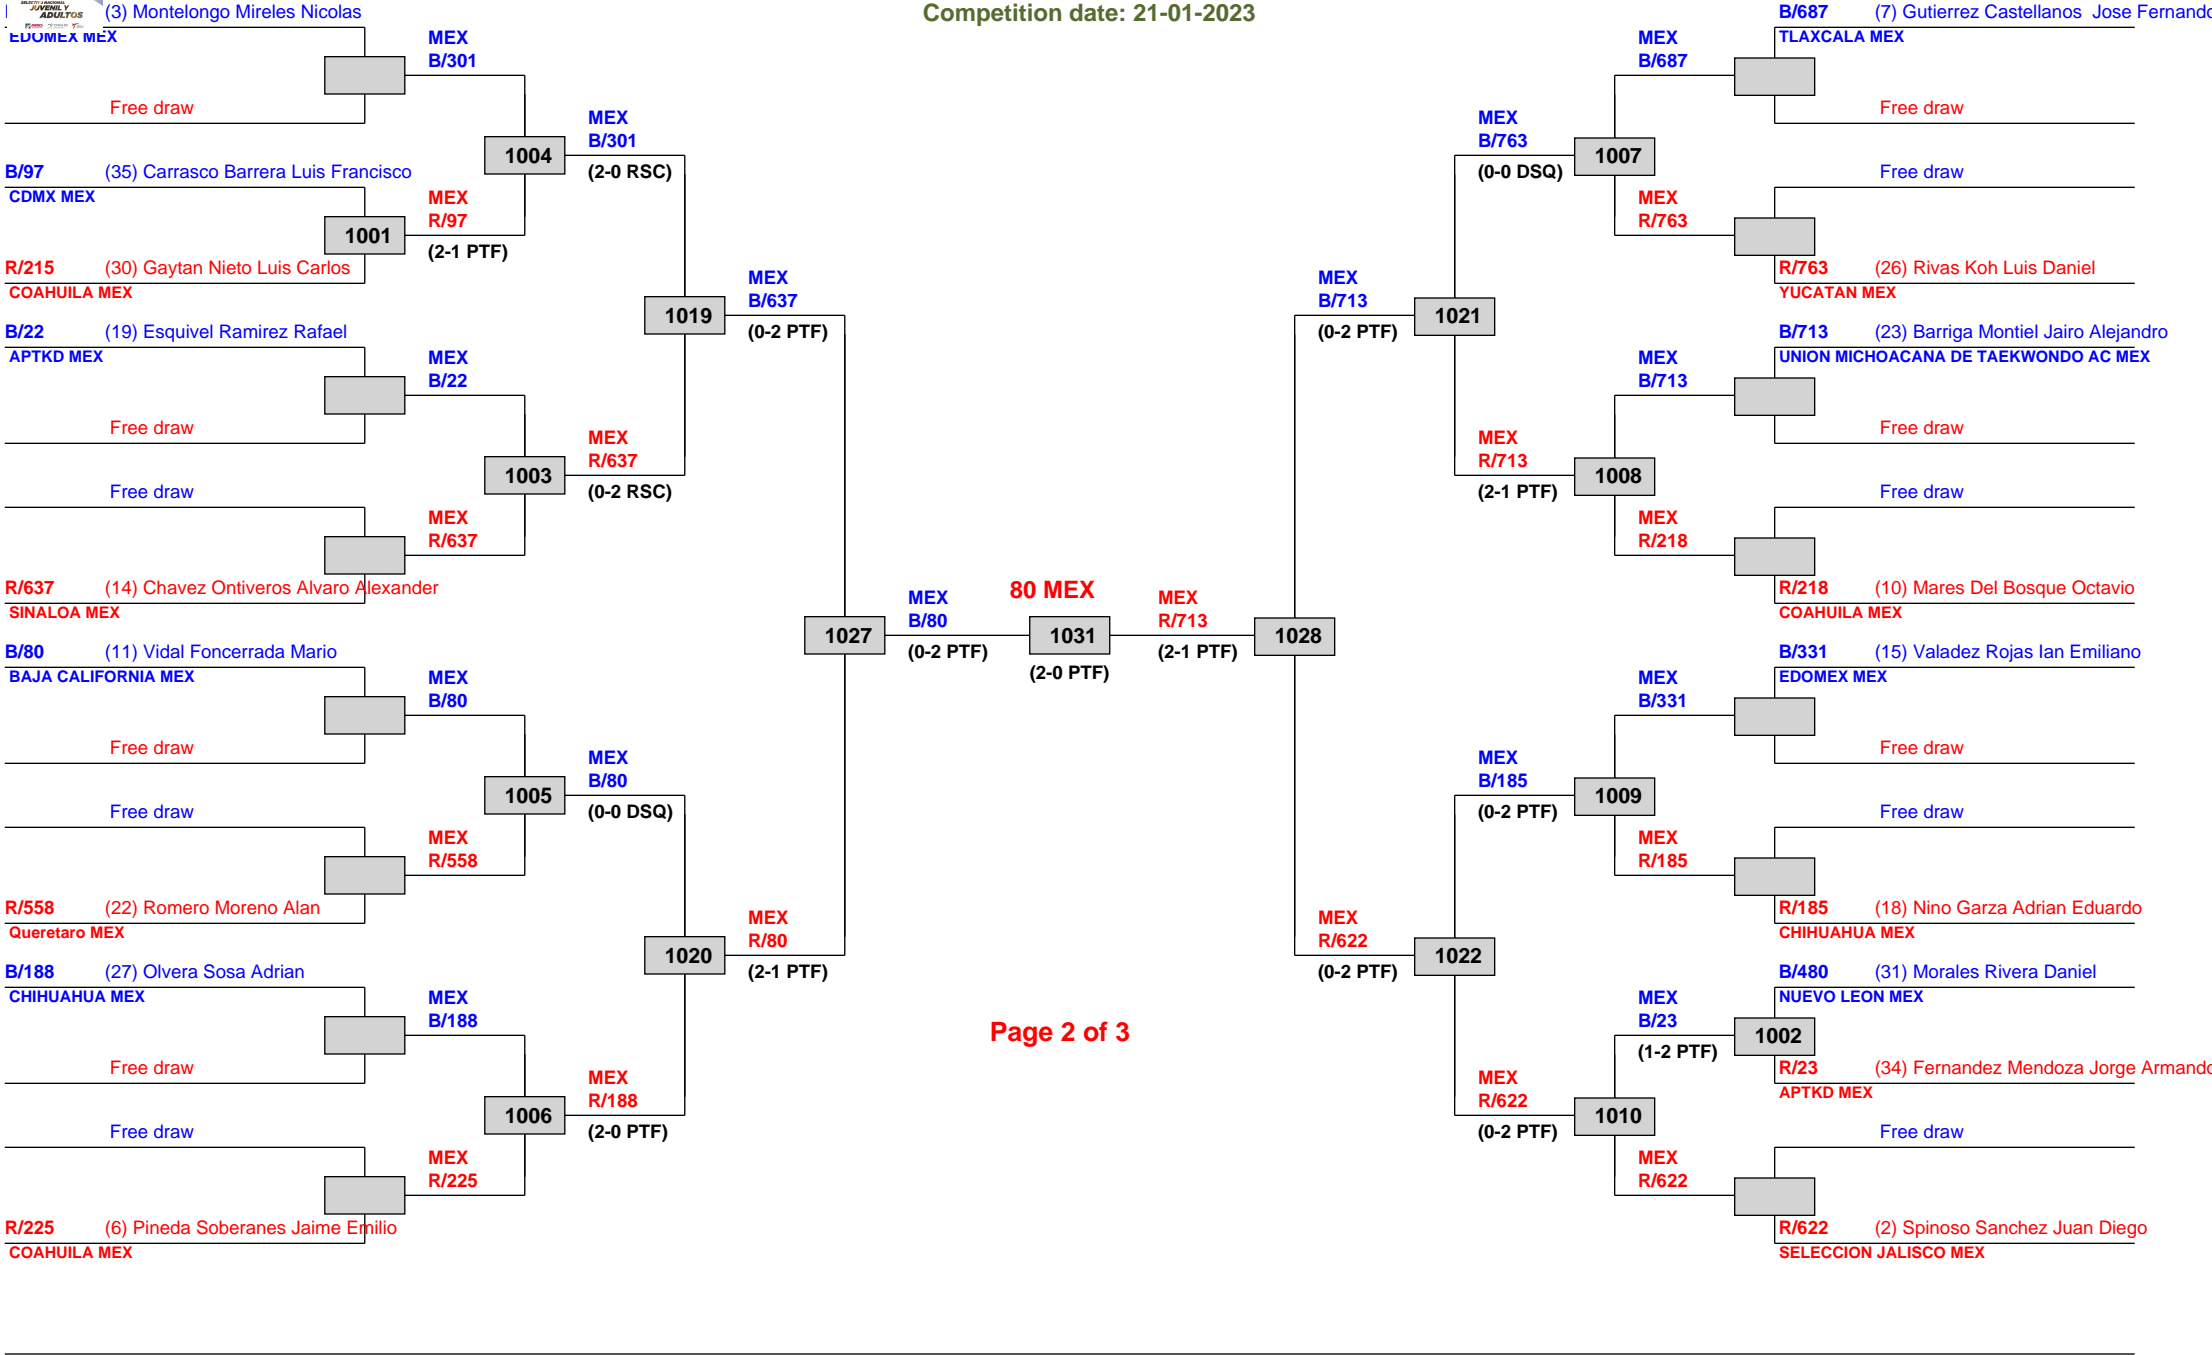 JUVENIL Y
ADULTOS
(3) Montelongo Mireles Nicolas
EDOMEX MEX
Free draw
B/97 (35) Carrasco Barrera Luis Francisco
CDMX MEX
R/215 (30) Gaytan Nieto Luis Carlos
COAHUILA MEX
B/22 (19) Esquivel Ramirez Rafael
APTKD MEX
Free draw
Free draw
R/637 (14) Chavez Ontiveros Alvaro Alexander
SINALOA MEX
B/80 (11) Vidal Foncerrada Mario
BAJA CALIFORNIA MEX
Free draw
Free draw
R/558 (22) Romero Moreno Alan
Queretaro MEX
B/188 (27) Olvera Sosa Adrian
CHIHUAHUA MEX
Free draw
Free draw
R/225 (6) Pineda Soberanes Jaime Emilio
COAHUILA MEX
MEX
B/301
1001
MEX
R/97
(2-1 PTF)
MEX
B/22
MEX
R/637
MEX
B/80
MEX
R/558
MEX
B/188
MEX
R/225
1004
MEX
B/301
(2-0 RSC)
1003
MEX
R/637
(0-2 RSC)
1005
MEX
B/80
(0-0 DSQ)
1006
MEX
R/188
(2-0 PTF)
1019
MEX
B/637
(0-2 PTF)
1020
MEX
R/80
(2-1 PTF)
Competition date: 21-01-2023
1027
MEX
B/80
(0-2 PTF)
80 MEX
1031
(2-0 PTF)
MEX
R/713
(2-1 PTF)
1028
Page 2 of 3
MEX
B/713
(0-2 PTF)
1021
MEX
R/622
(0-2 PTF)
1022
MEX
B/763
(0-0 DSQ)
1007
MEX
R/713
(2-1 PTF)
1008
MEX
B/185
(0-2 PTF)
1009
MEX
R/622
(0-2 PTF)
1010
MEX
B/687
MEX
R/763
MEX
B/713
MEX
R/218
MEX
B/331
MEX
R/185
MEX
B/23
(1-2 PTF)
1002
MEX
R/622
B/687 (7) Gutierrez Castellanos Jose Fernando
TLAXCALA MEX
Free draw
Free draw
R/763 (26) Rivas Koh Luis Daniel
YUCATAN MEX
B/713 (23) Barriga Montiel Jairo Alejandro
UNION MICHOACANA DE TAEKWONDO AC MEX
Free draw
Free draw
R/218 (10) Mares Del Bosque Octavio
COAHUILA MEX
B/331 (15) Valadez Rojas Ian Emiliano
EDOMEX MEX
Free draw
Free draw
R/185 (18) Nino Garza Adrian Eduardo
CHIHUAHUA MEX
B/480 (31) Morales Rivera Daniel
NUEVO LEON MEX
R/23 (34) Fernandez Mendoza Jorge Armando
APTKD MEX
Free draw
R/622 (2) Spinoso Sanchez Juan Diego
SELECCION JALISCO MEX